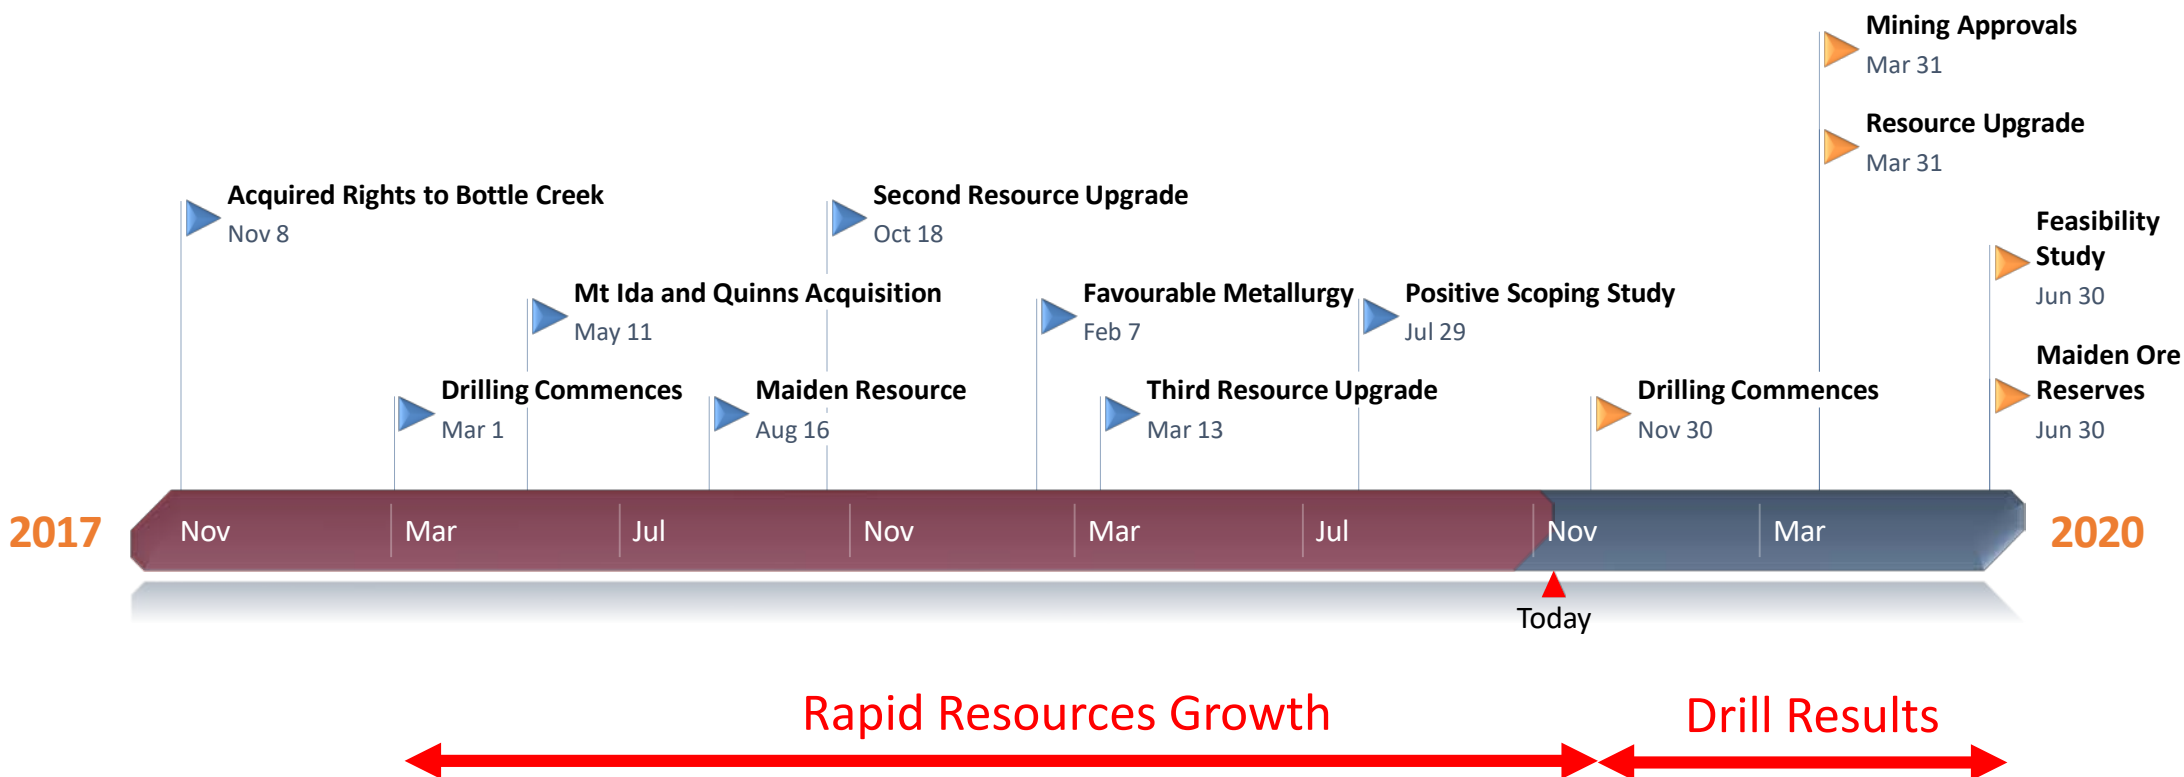 Mining Approvals
Mar 31
Resource Upgrade
Mar 31
Acquired Rights to Bottle Creek
Nov 8
Second Resource Upgrade
Oct 18
Feasibility
Study
Jun 30
Mt Ida and Quinns Acquisition
May 11
Favourable Metallurgy
Feb 7
Positive Scoping Study
Jul 29
Drilling Commences
Mar 1
Maiden Resource
Aug 16
Third Resource Upgrade
Mar 13
Drilling Commences
Nov 30
Maiden Ore
Reserves
Jun 30
2017 Nov Mar Jul Nov Mar Jul Nov Mar 2020
Today
Rapid Resources Growth
Drill Results